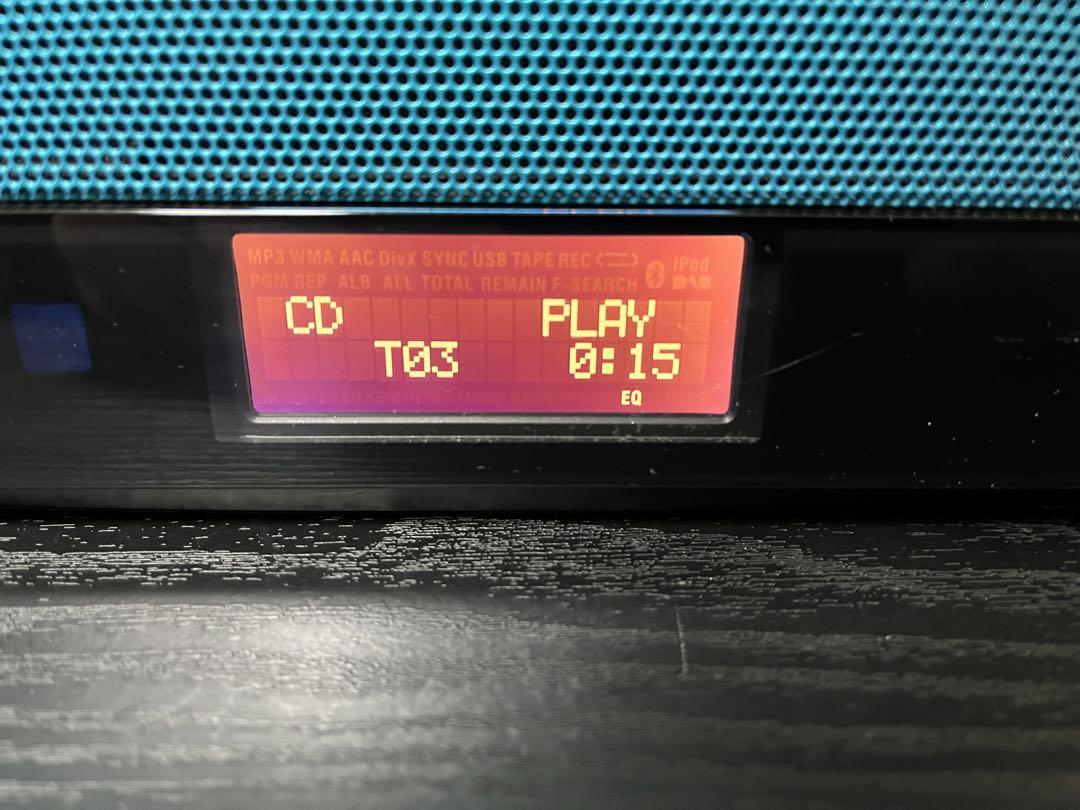 MP3 WMA AAC DivX SYNC USB TAPE REC
iPod
PGM REP ALB ALL TOTAL REMAIN F-SEARCH
DAB
CD PLAY
T03 0:15
EQ